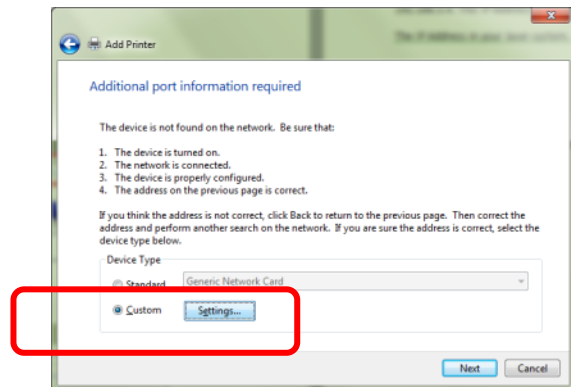 Add Printer
Additional port information required
The device is not found on the network. Be sure that:
1. The device is turned on.
2. The network is connected.
3. The device is properly configured.
4. The address on the previous page is correct.
If you think the address is not correct, click Back to return to the previous page. Then correct the
address and perform another search on the network. If you are sure the address is correct, select the
device type below.
Device Type
Standard Generic Network Card
Custom Settings...
Next Cancel